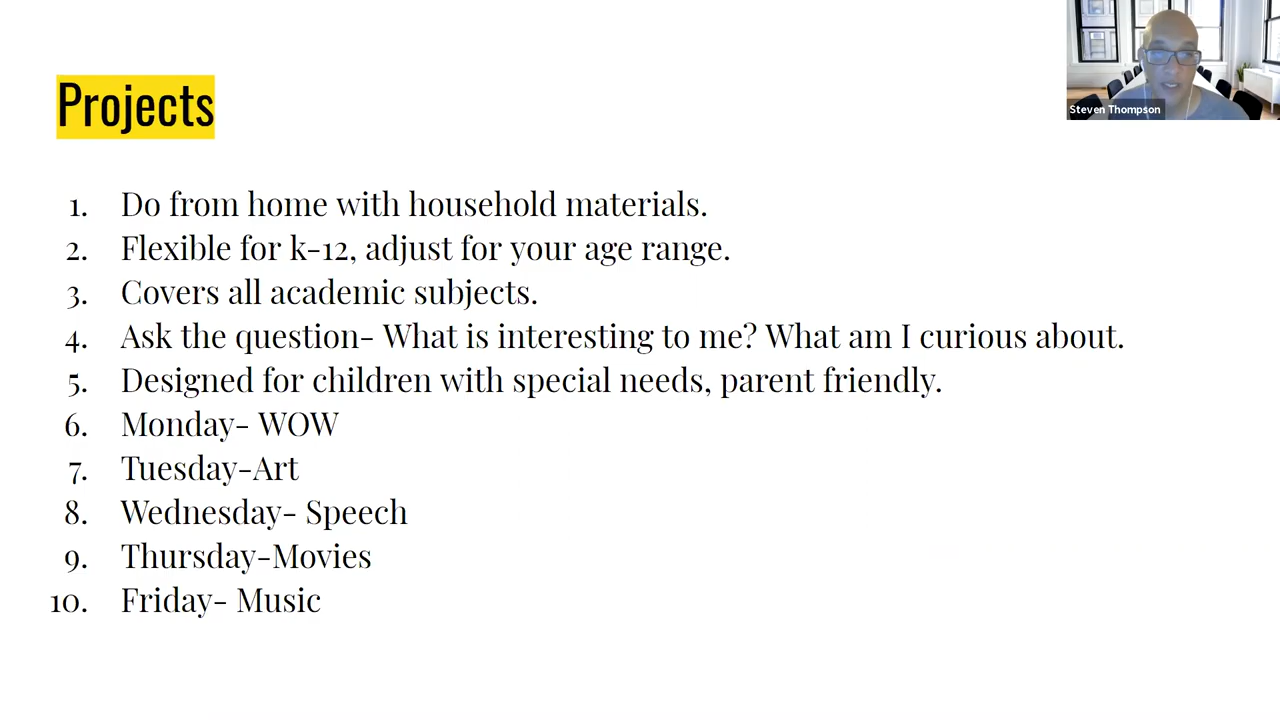 Steven Thompson
Projects
1. Do from home with household materials.
2. Flexible for k-12, adjust for your age range.
3. Covers all academic subjects.
4. Ask the question- What is interesting to me? What am I curious about.
5. Designed for children with special needs, parent friendly.
6. Monday- WOW
7. Tuesday-Art
8. Wednesday- Speech
9. Thursday-Movies
10. Friday- Music